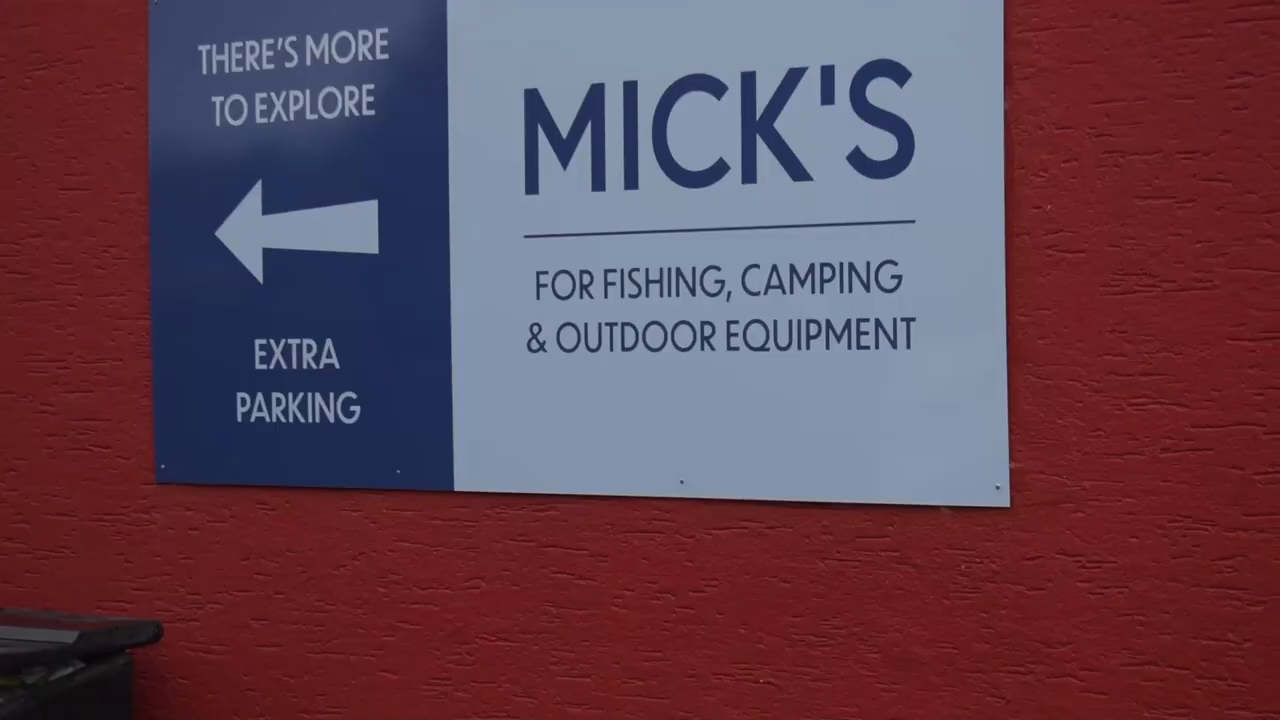 THERE'S MORE
TO EXPLORE
EXTRA
PARKING
MICK'S
FOR FISHING, CAMPING
& OUTDOOR EQUIPMENT